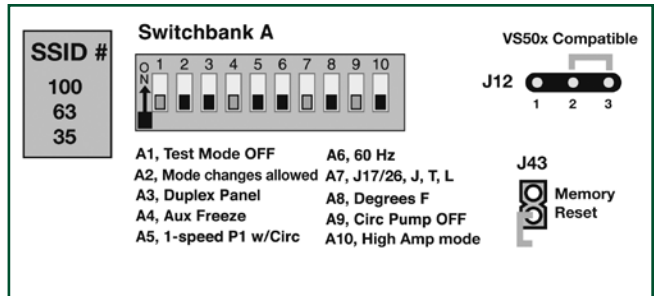 SSID #
100
63
35
Switchbank A
ON
1 2 3 4 5 6 7 8 9 10
A1, Test Mode OFF
A2, Mode changes allowed
A3, Duplex Panel
A4, Aux Freeze
A5, 1-speed P1 w/Circ
A6, 60 Hz
A7, J17/26, J, T, L
A8, Degrees F
A9, Circ Pump OFF
A10, High Amp mode
VS50x Compatible
J12
1 2 3
J43
Memory
Reset